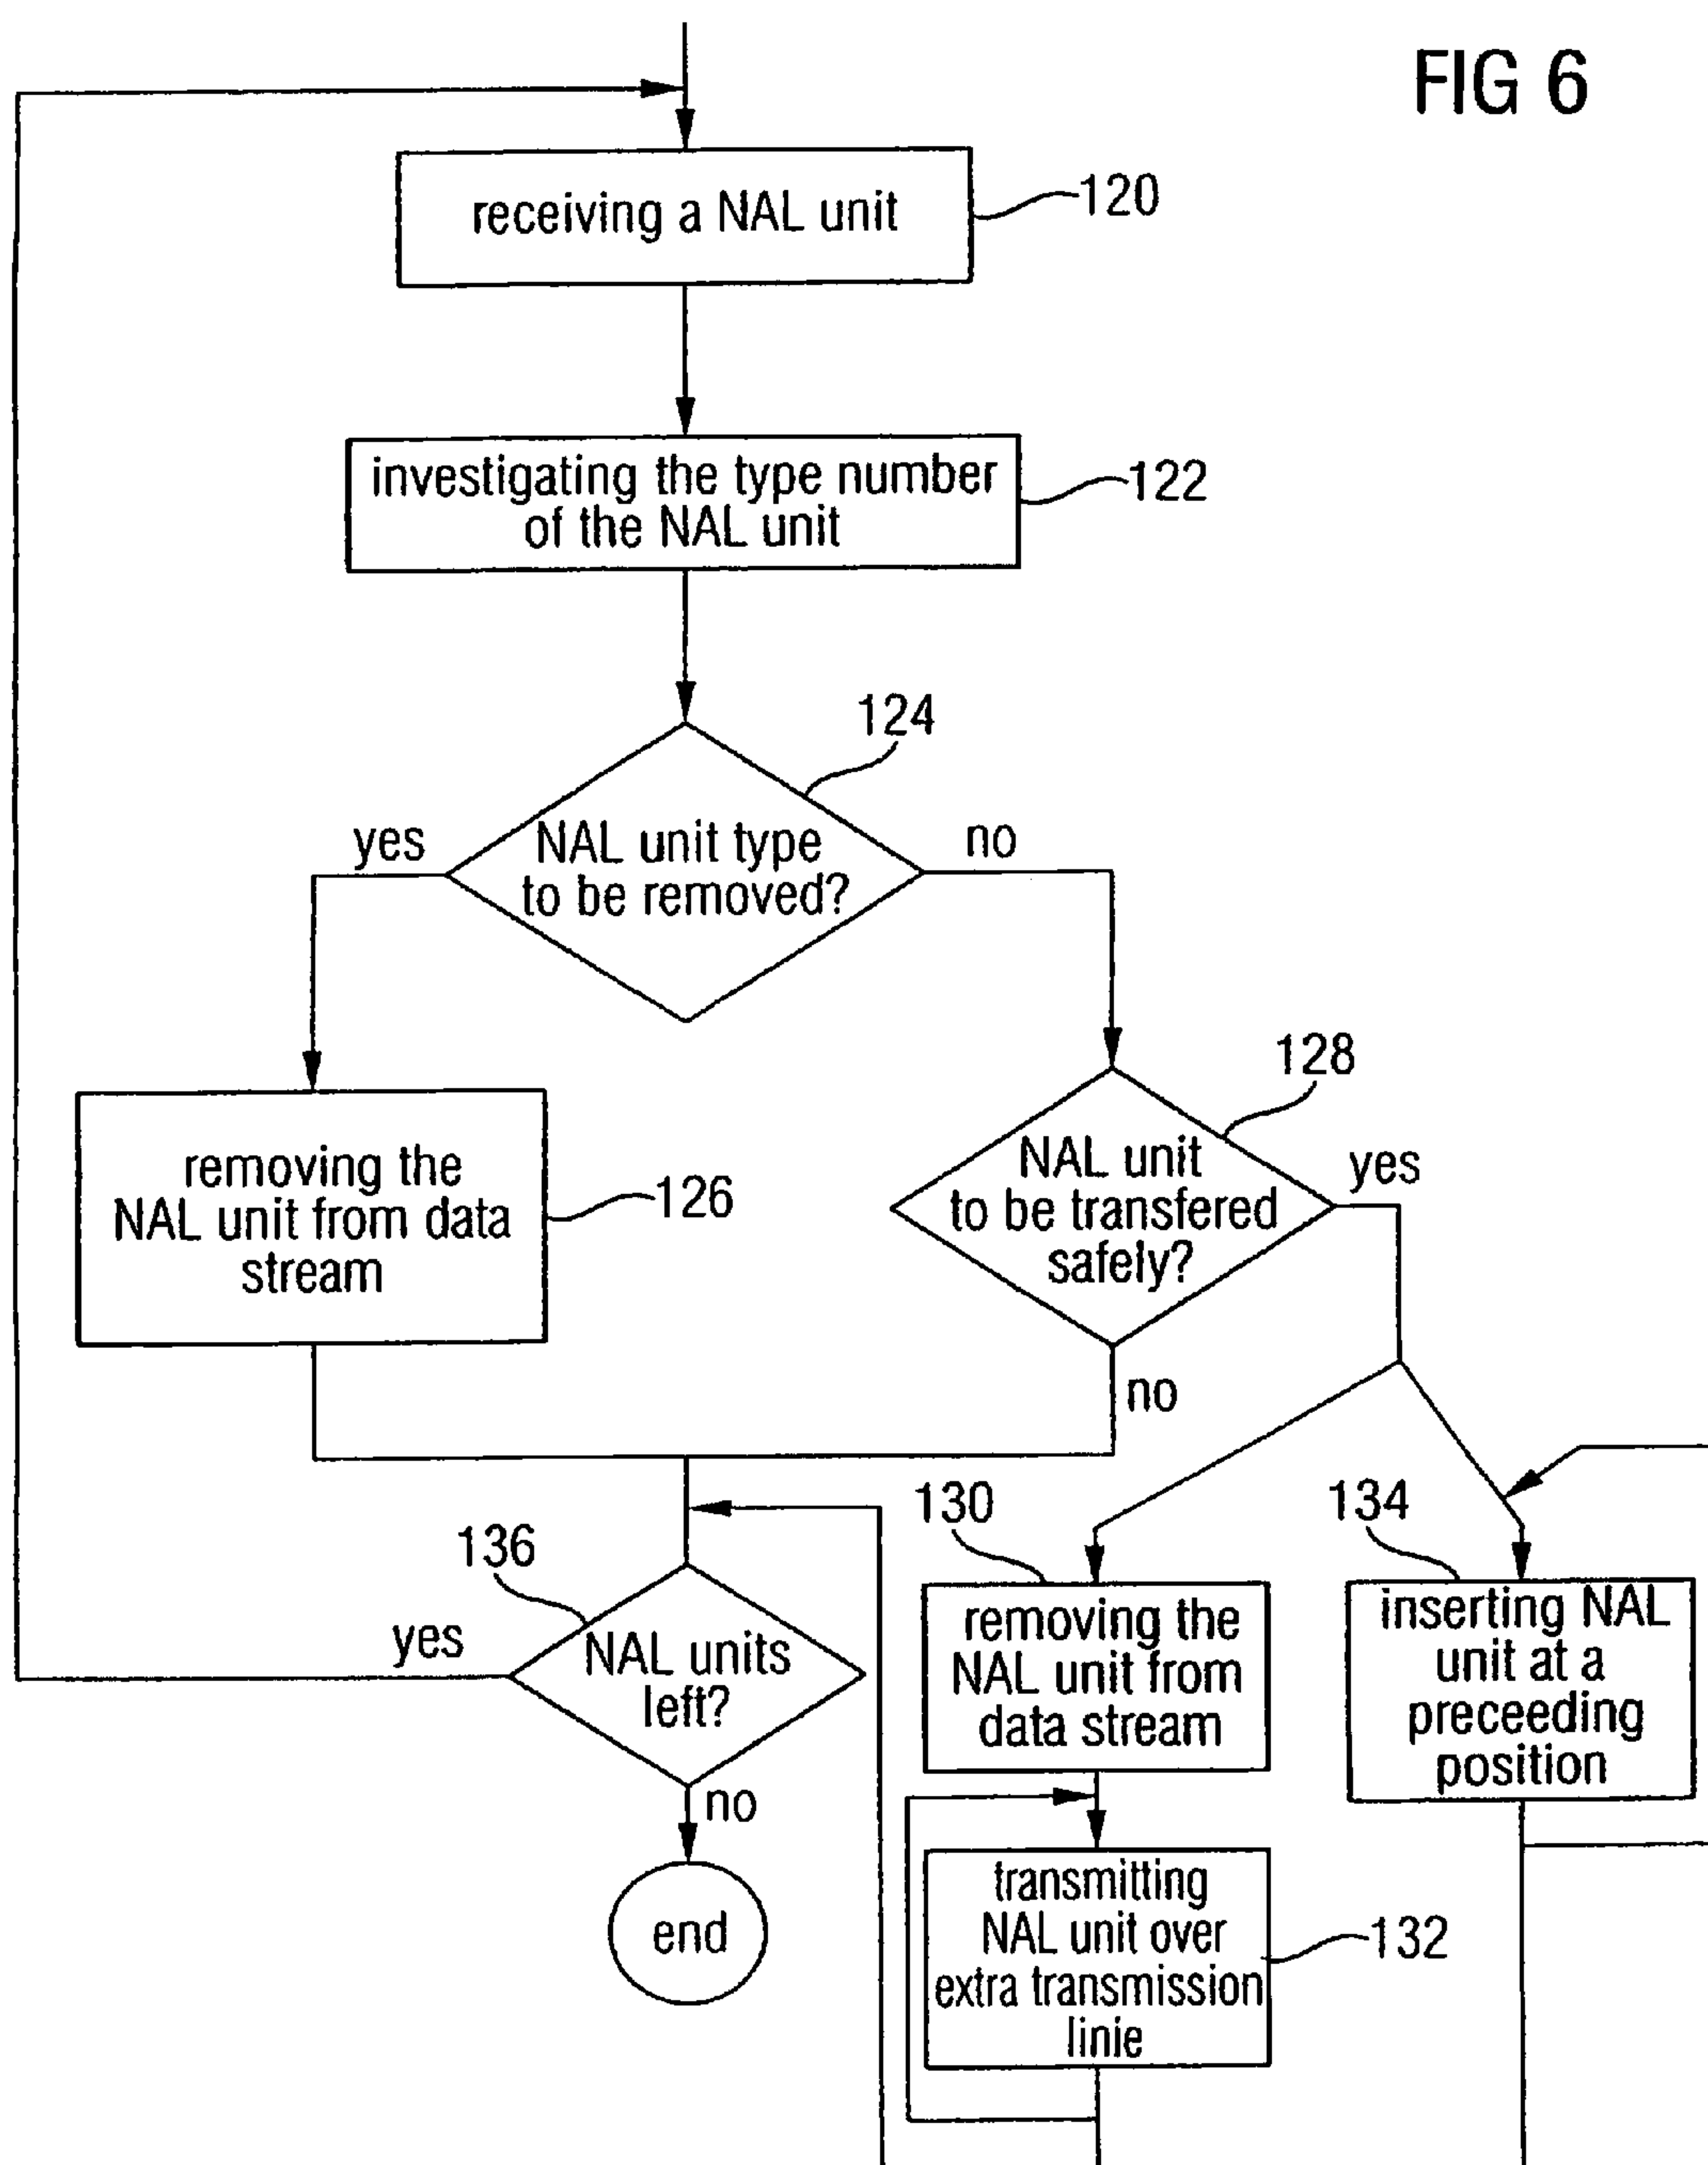 FIG 6
receiving a NAL unit
120
investigating the type number
of the NAL unit
122
124
yes
NAL unit type
to be removed?
no
128
removing the
NAL unit from data
stream
126
NAL unit
to be transfered
safely?
yes
no
130
134
136
yes
NAL units
left?
no
end
removing the
NAL unit from
data stream
inserting NAL
unit at a
preceeding
position
transmitting
NAL unit over
extra transmission
linie
132